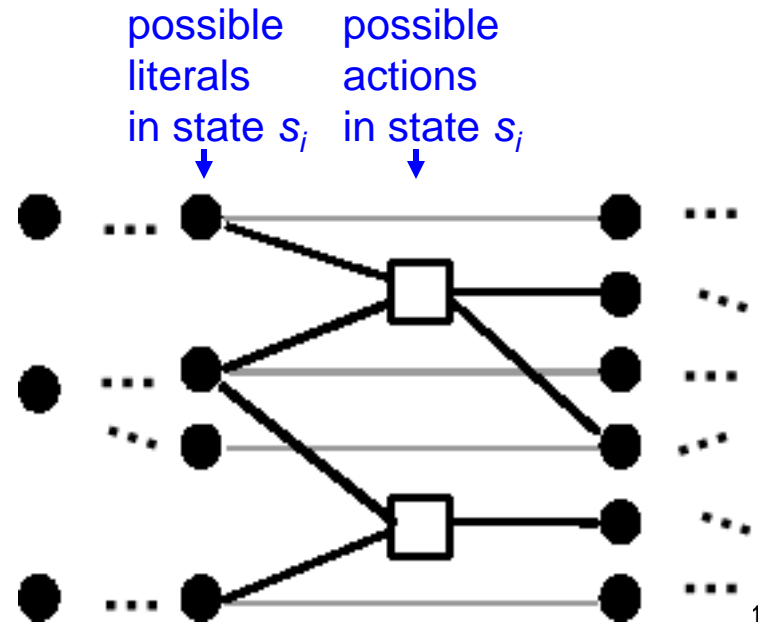 possible possible
literals actions
in state sᵢ in state sᵢ
1